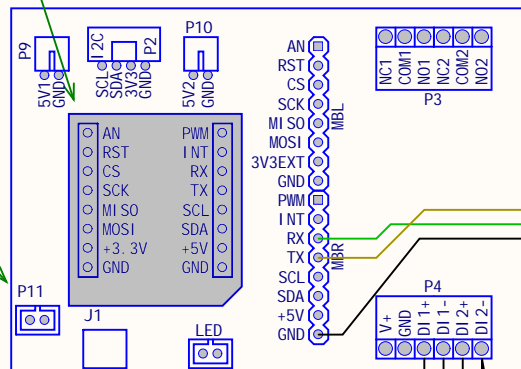 P9
5V1
GND
I2C
P2
SCL
SDA
3V3
GND
P10
5V2
GND
AN
RST
CS
SCK
MISO
MOSI
+3.3V
GND
PWM
INT
RX
TX
SCL
SDA
+5V
GND
AN
RST
CS
SCK
MISO
MOSI
3V3EXT
GND
MBL
PWM
INT
RX
TX
SCL
SDA
+5V
GND
MBR
NC1
COM1
NO1
NC2
COM2
NO2
P3
P11
J1
LED
P4
V+
GND
DI1+
DI1-
DI2+
DI2-